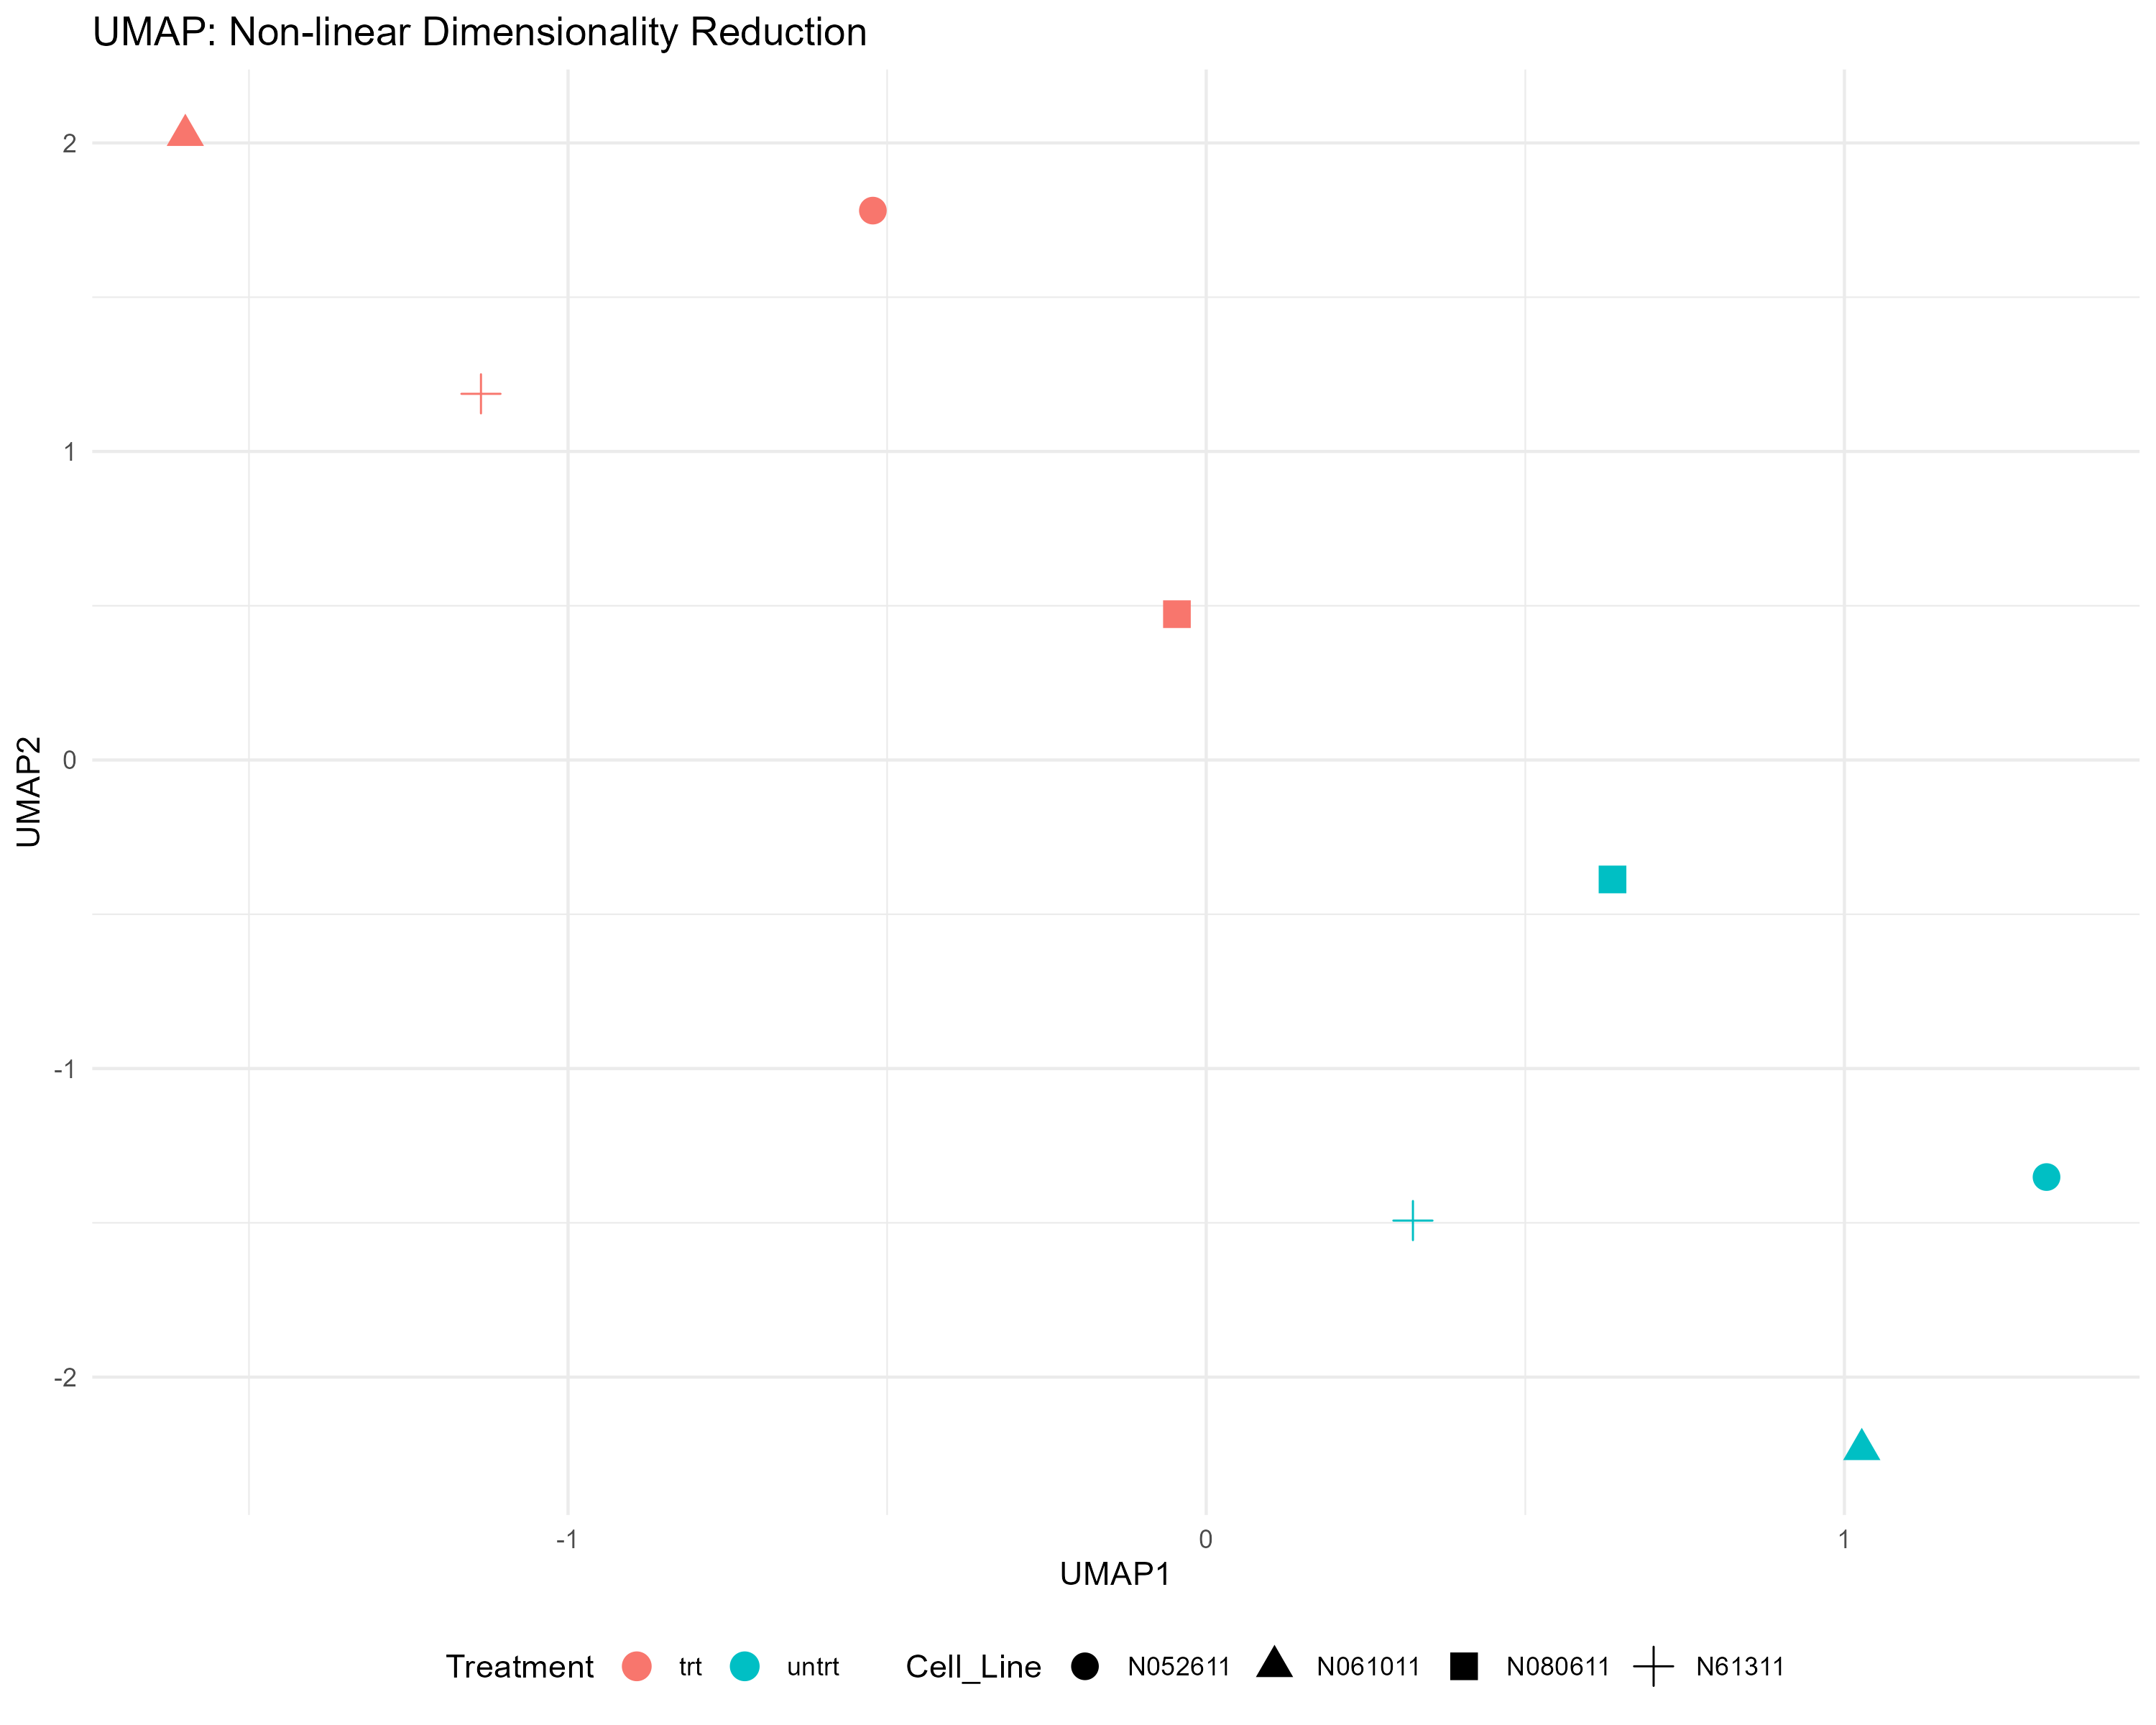 UMAP: Non-linear Dimensionality Reduction
2
1
0
-1
-2
UMAP2
-1 0 1
UMAP1
Treatment trt untrt Cell_Line N052611 N061011 N080611 N61311